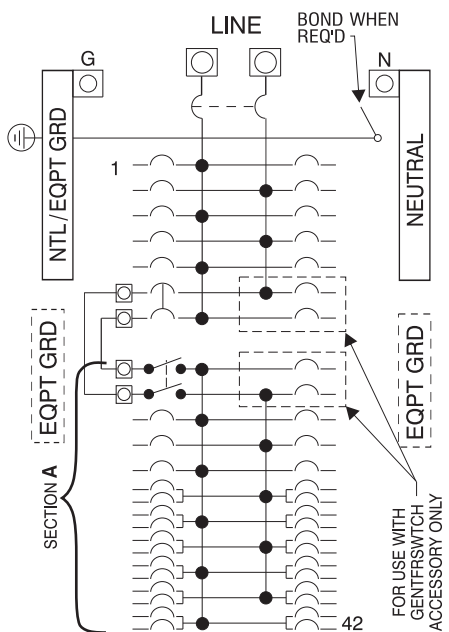 LINE
BOND WHEN
REQ'D
G
N
NTL/EQPT GRD
NEUTRAL
1
EQPT GRD
EQPT GRD
SECTION A
FOR USE WITH
GENTFRSWTCH
ACCESSORY ONLY
42